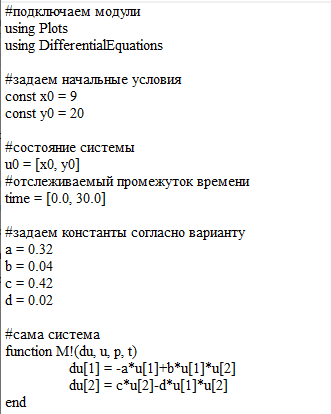 #подключаем модули
using Plots
using DifferentialEquations
#задаем начальные условия
const x0 = 9
const y0 = 20
#состояние системы
u0 = [x0, y0]
#отслеживаемый промежуток времени
time = [0.0, 30.0]
#задаем константы согласно варианту
a = 0.32
b = 0.04
c = 0.42
d = 0.02
#сама система
function M!(du, u, p, t)
du[1] = -a*u[1]+b*u[1]*u[2]
du[2] = c*u[2]-d*u[1]*u[2]
end